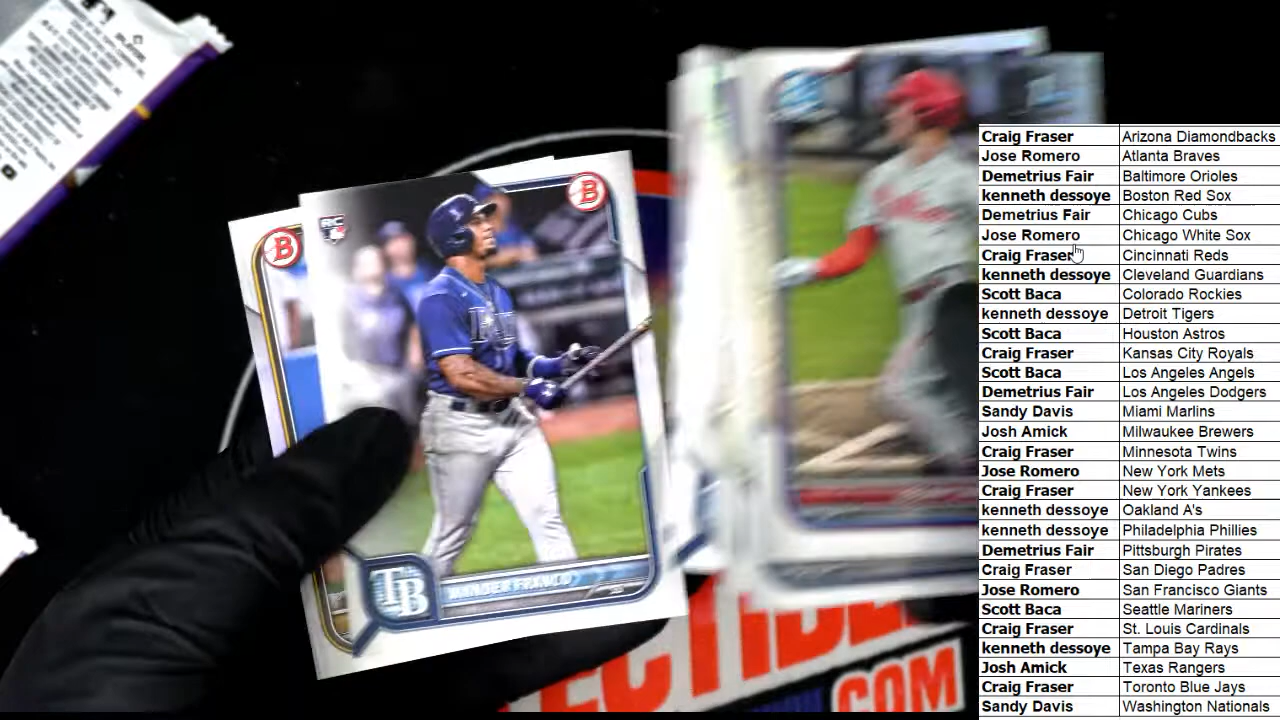 RC
B
B
TB
WANDER FRANCO
ECTIBLE
.COM
Craig Fraser Arizona Diamondbacks
Jose Romero Atlanta Braves
Demetrius Fair Baltimore Orioles
kenneth dessoye Boston Red Sox
Demetrius Fair Chicago Cubs
Jose Romero Chicago White Sox
Craig Fraser Cincinnati Reds
kenneth dessoye Cleveland Guardians
Scott Baca Colorado Rockies
kenneth dessoye Detroit Tigers
Scott Baca Houston Astros
Craig Fraser Kansas City Royals
Scott Baca Los Angeles Angels
Demetrius Fair Los Angeles Dodgers
Sandy Davis Miami Marlins
Josh Amick Milwaukee Brewers
Craig Fraser Minnesota Twins
Jose Romero New York Mets
Craig Fraser New York Yankees
kenneth dessoye Oakland A's
kenneth dessoye Philadelphia Phillies
Demetrius Fair Pittsburgh Pirates
Craig Fraser San Diego Padres
Jose Romero San Francisco Giants
Scott Baca Seattle Mariners
Craig Fraser St. Louis Cardinals
kenneth dessoye Tampa Bay Rays
Josh Amick Texas Rangers
Craig Fraser Toronto Blue Jays
Sandy Davis Washington Nationals